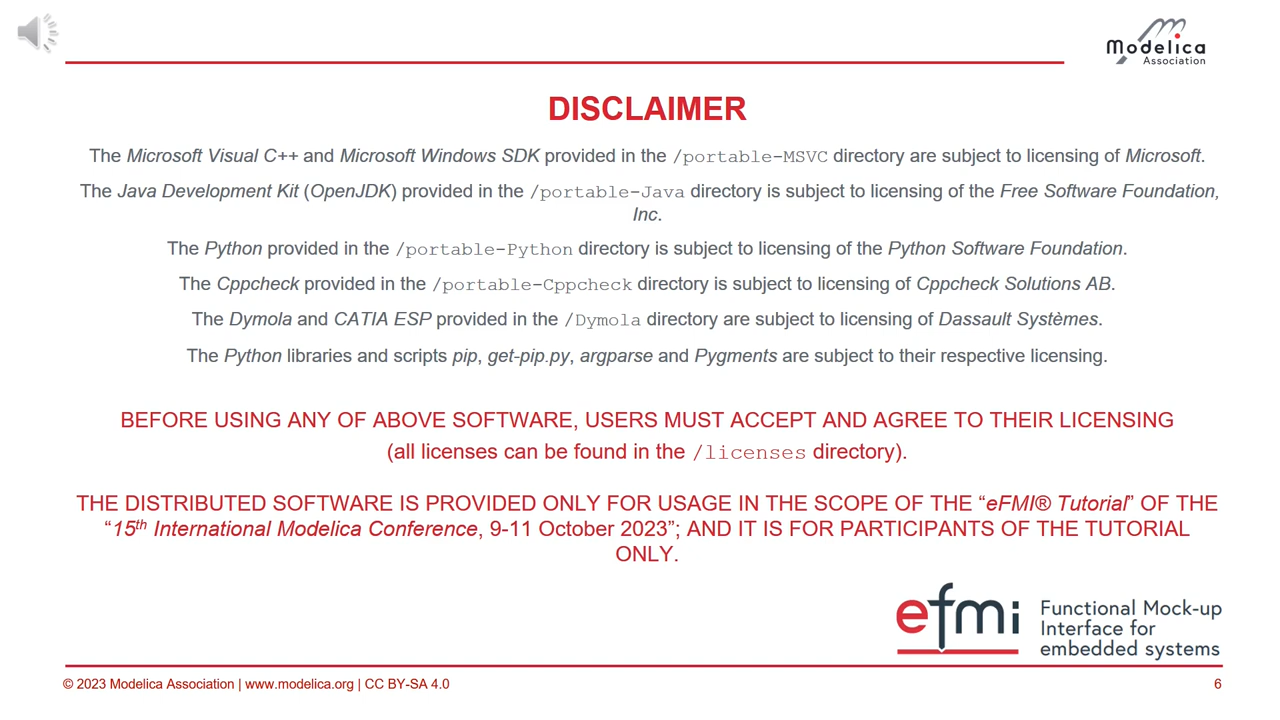 Modelica
Association
DISCLAIMER
The Microsoft Visual C++ and Microsoft Windows SDK provided in the /portable-MSVC directory are subject to licensing of Microsoft.
The Java Development Kit (OpenJDK) provided in the /portable-Java directory is subject to licensing of the Free Software Foundation,
Inc.
The Python provided in the /portable-Python directory is subject to licensing of the Python Software Foundation.
The Cppcheck provided in the /portable-Cppcheck directory is subject to licensing of Cppcheck Solutions AB.
The Dymola and CATIA ESP provided in the /Dymola directory are subject to licensing of Dassault Systèmes.
The Python libraries and scripts pip, get-pip.py, argparse and Pygments are subject to their respective licensing.
BEFORE USING ANY OF ABOVE SOFTWARE, USERS MUST ACCEPT AND AGREE TO THEIR LICENSING
(all licenses can be found in the /licenses directory).
THE DISTRIBUTED SOFTWARE IS PROVIDED ONLY FOR USAGE IN THE SCOPE OF THE “eFMI® Tutorial” OF THE
“15th International Modelica Conference, 9-11 October 2023”; AND IT IS FOR PARTICIPANTS OF THE TUTORIAL
ONLY.
efmi
Functional Mock-up
Interface for
embedded systems
© 2023 Modelica Association | www.modelica.org | CC BY-SA 4.0
6